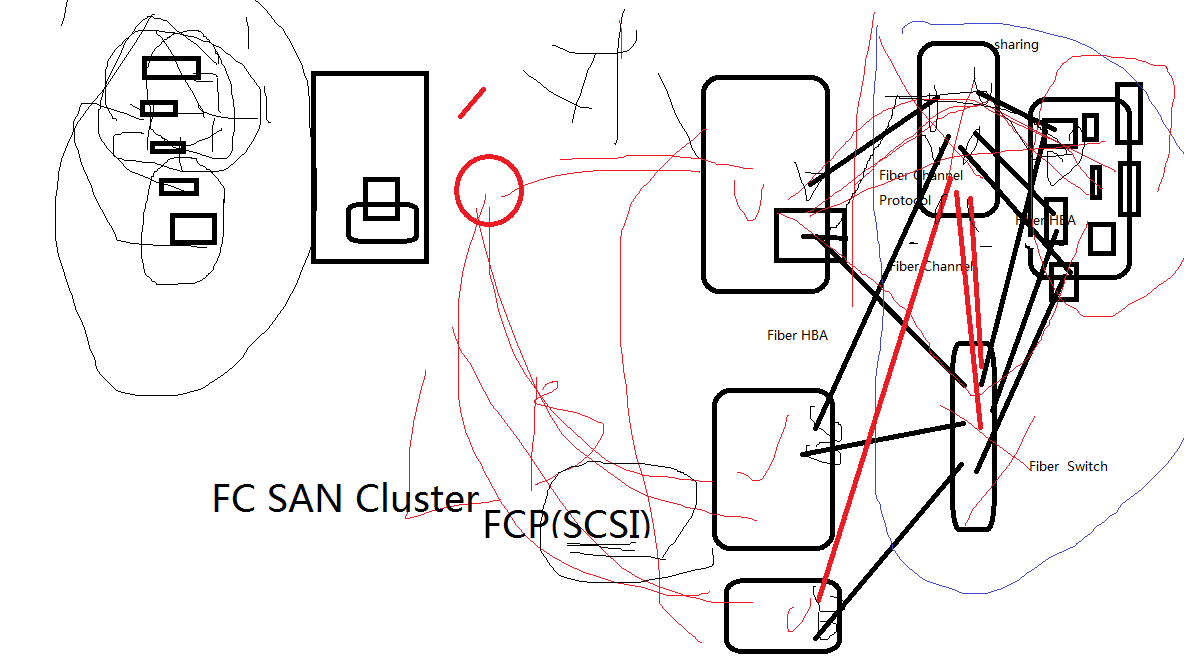 sharing
Fiber Channel
Protocol
Fiber HBA
Fiber Channel
Fiber HBA
Fiber Switch
FC SAN Cluster
FCP(SCSI)